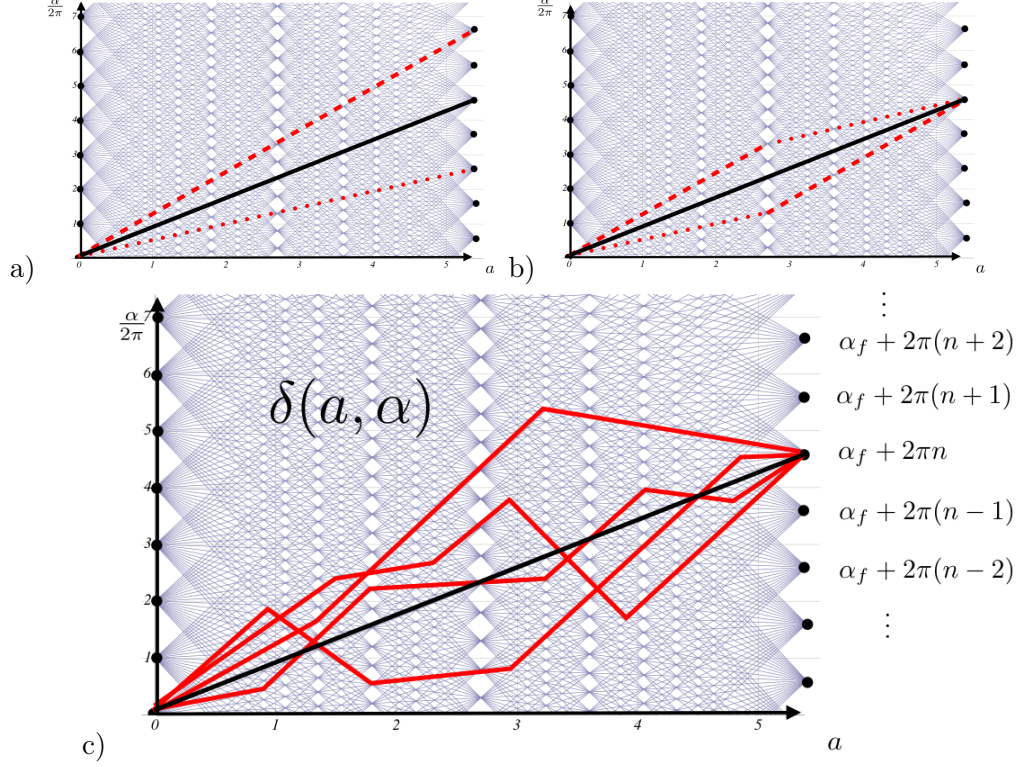 α/2π
7
6
5
4
3
2
1
0 1 2 3 4 5 a
a)
α/2π
7
6
5
4
3
2
1
0 1 2 3 4 5 a
b)
α/2π
7
6
5
4
3
2
1
0 1 2 3 4 5 a
δ(a, α)
⋮
α_f + 2π(n + 2)
α_f + 2π(n + 1)
α_f + 2πn
α_f + 2π(n − 1)
α_f + 2π(n − 2)
⋮
c)